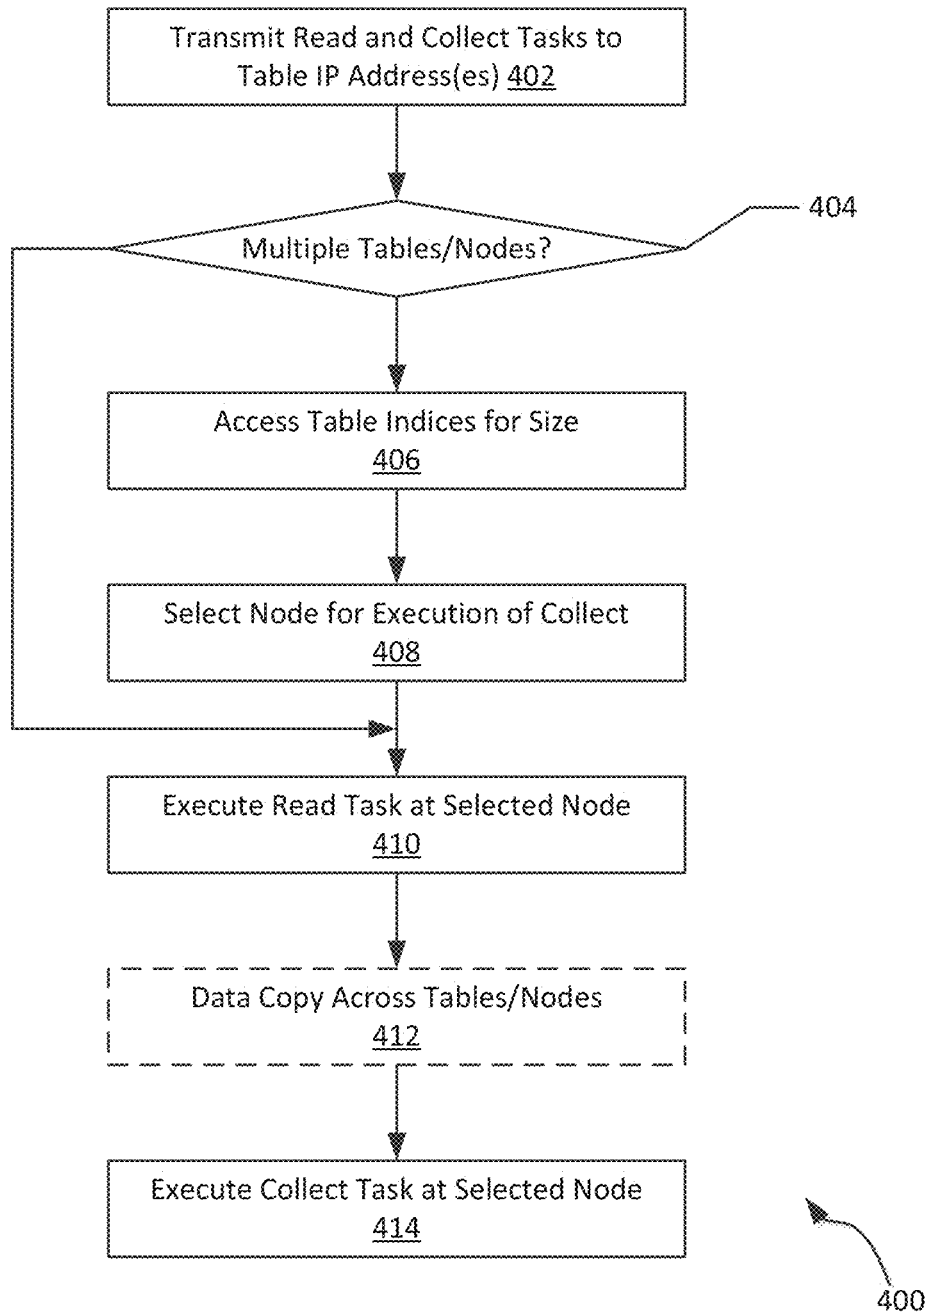 Transmit Read and Collect Tasks to
Table IP Address(es) 402
404
Multiple Tables/Nodes?
Access Table Indices for Size
406
Select Node for Execution of Collect
408
Execute Read Task at Selected Node
410
Data Copy Across Tables/Nodes
412
Execute Collect Task at Selected Node
414
400